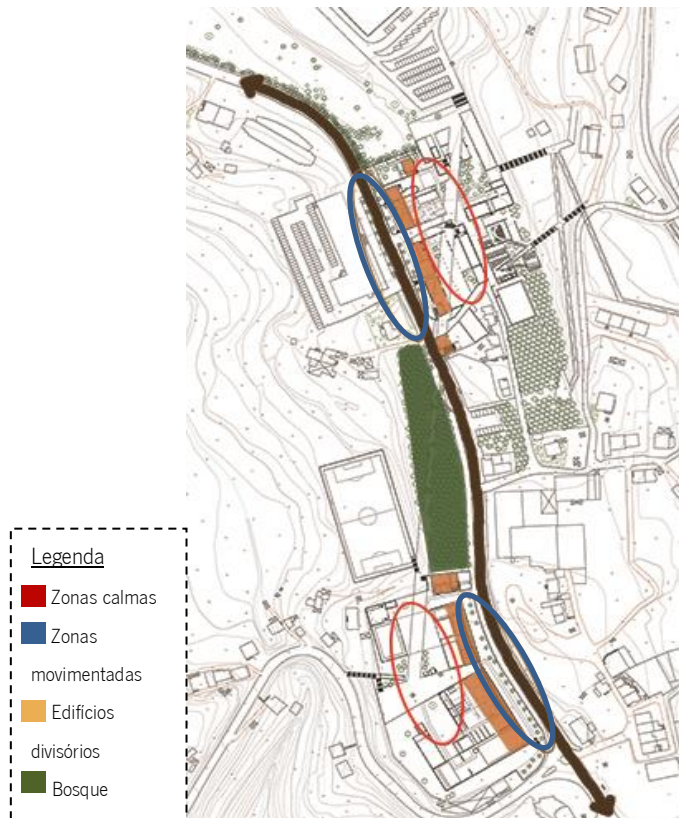 Legenda
Zonas calmas
Zonas
movimentadas
Edifícios
divisórios
Bosque